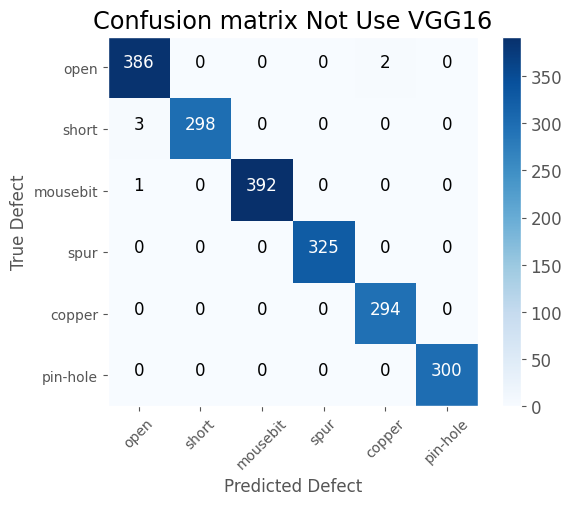 Confusion matrix Not Use VGG16
open 386 0 0 0 2 0
short 3 298 0 0 0 0
mousebit 1 0 392 0 0 0
spur 0 0 0 325 0 0
copper 0 0 0 0 294 0
pin-hole 0 0 0 0 0 300
open short mousebit spur copper pin-hole
Predicted Defect
True Defect
350
300
250
200
150
100
50
0